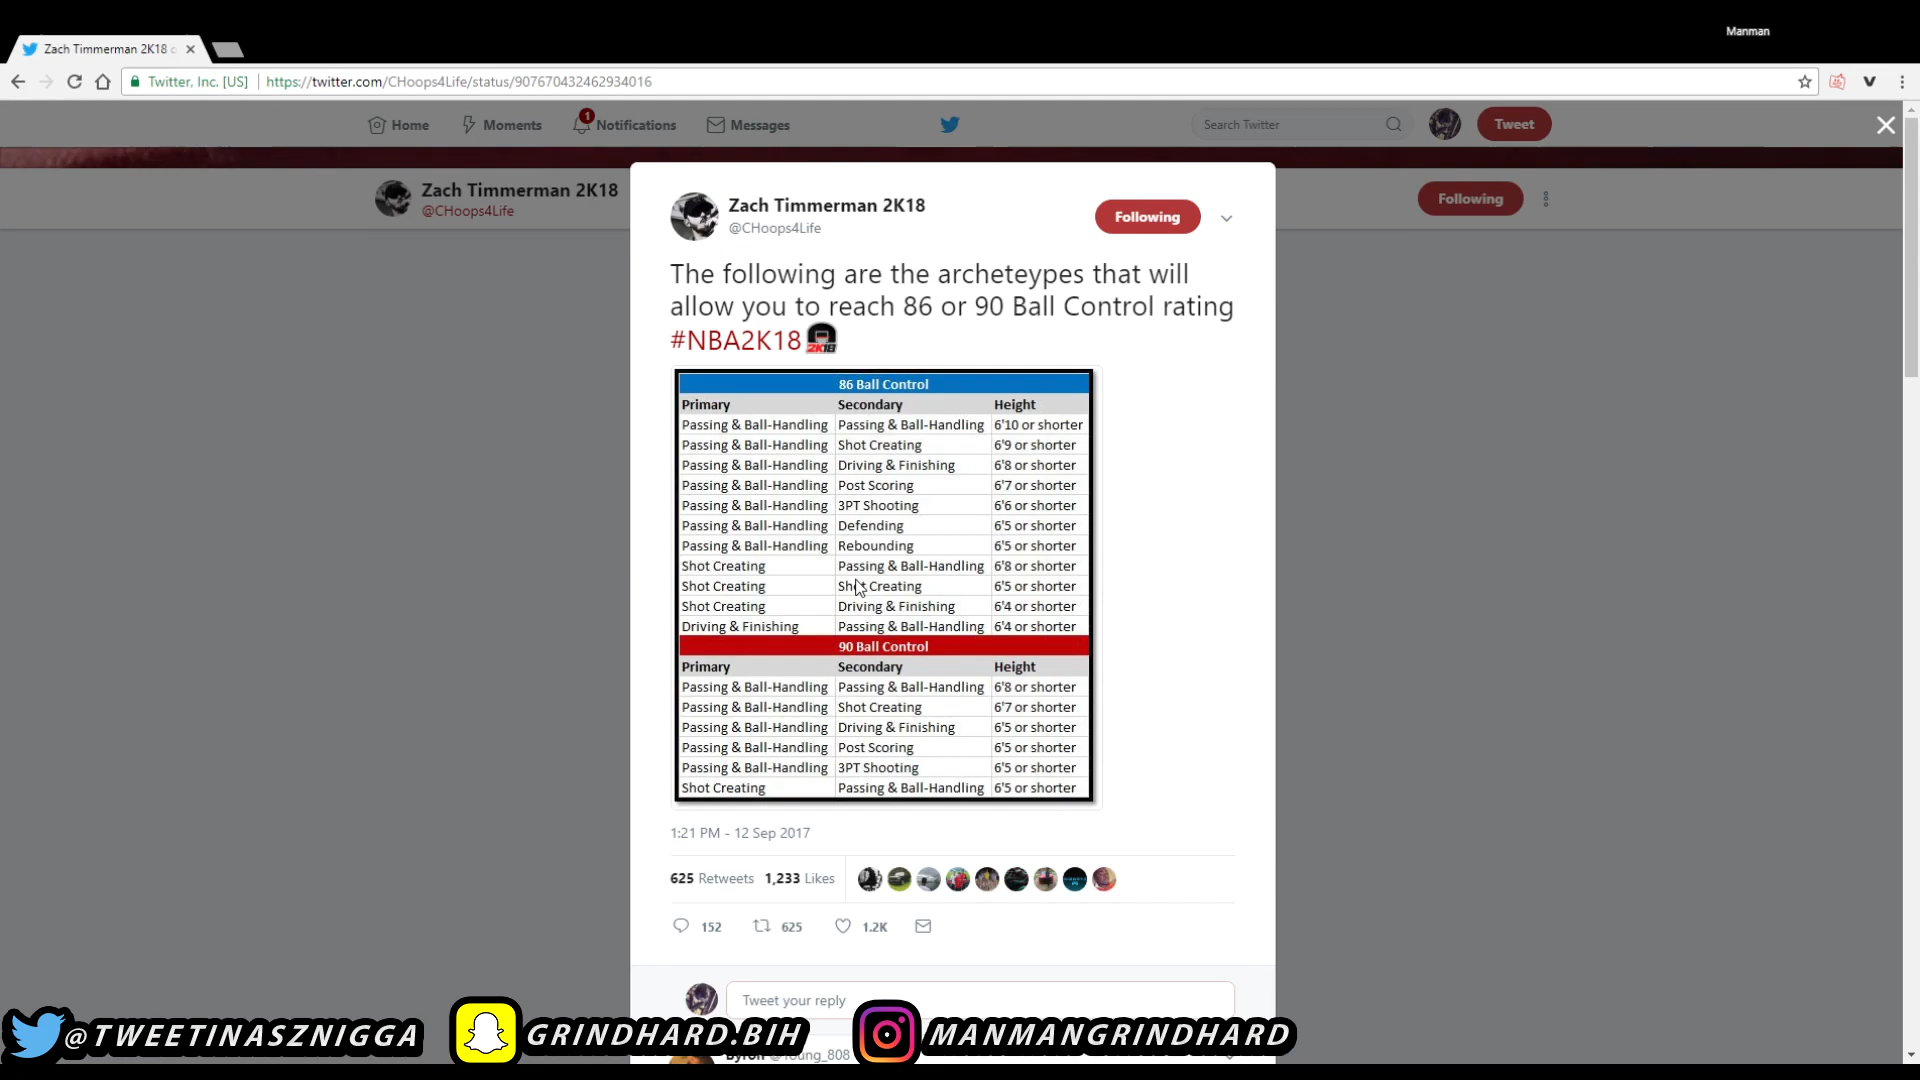 Manman
Zach Timmerman 2K18 o
Twitter, Inc. [US] https://twitter.com/CHoops4Life/status/907670432462934016
Home Moments 1 Notifications Messages Search Twitter Tweet
Zach Timmerman 2K18
@CHoops4Life
Following
Zach Timmerman 2K18
@CHoops4Life
Following
The following are the archeteypes that will
allow you to reach 86 or 90 Ball Control rating
#NBA2K18 2K18
86 Ball Control
Primary Secondary Height
Passing & Ball-Handling Passing & Ball-Handling 6'10 or shorter
Passing & Ball-Handling Shot Creating 6'9 or shorter
Passing & Ball-Handling Driving & Finishing 6'8 or shorter
Passing & Ball-Handling Post Scoring 6'7 or shorter
Passing & Ball-Handling 3PT Shooting 6'6 or shorter
Passing & Ball-Handling Defending 6'5 or shorter
Passing & Ball-Handling Rebounding 6'5 or shorter
Shot Creating Passing & Ball-Handling 6'8 or shorter
Shot Creating Shot Creating 6'5 or shorter
Shot Creating Driving & Finishing 6'4 or shorter
Driving & Finishing Passing & Ball-Handling 6'4 or shorter
90 Ball Control
Primary Secondary Height
Passing & Ball-Handling Passing & Ball-Handling 6'8 or shorter
Passing & Ball-Handling Shot Creating 6'7 or shorter
Passing & Ball-Handling Driving & Finishing 6'5 or shorter
Passing & Ball-Handling Post Scoring 6'5 or shorter
Passing & Ball-Handling 3PT Shooting 6'5 or shorter
Shot Creating Passing & Ball-Handling 6'5 or shorter
1:21 PM - 12 Sep 2017
625 Retweets 1,233 Likes
152 625 1.2K
Tweet your reply
@TWEETINASZNIGGA GRINDHARD.BIH MANMANGRINDHARD
Byron @Young_808